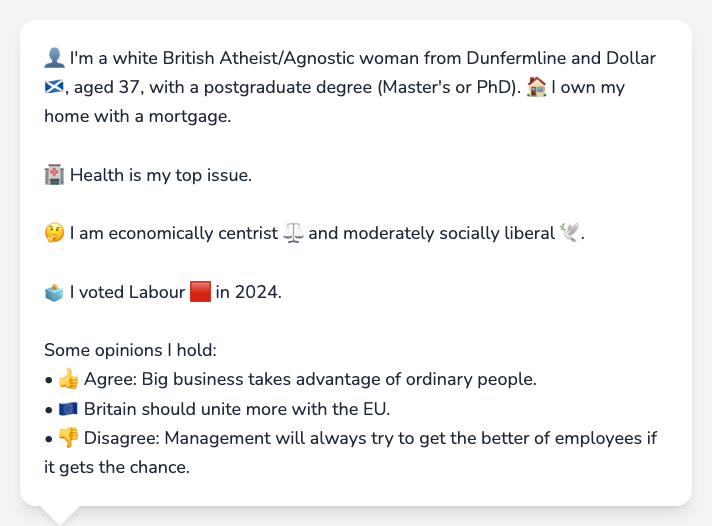 👤 I'm a white British Atheist/Agnostic woman from Dunfermline and Dollar
🏴󠁧󠁢󠁳󠁣󠁴󠁿, aged 37, with a postgraduate degree (Master's or PhD). 🏠 I own my
home with a mortgage.
🏥 Health is my top issue.
🤔 I am economically centrist ⚖️ and moderately socially liberal 🕊️.
🗳️ I voted Labour 🟥 in 2024.
Some opinions I hold:
• 👍 Agree: Big business takes advantage of ordinary people.
• 🇪🇺 Britain should unite more with the EU.
• 👎 Disagree: Management will always try to get the better of employees if
it gets the chance.